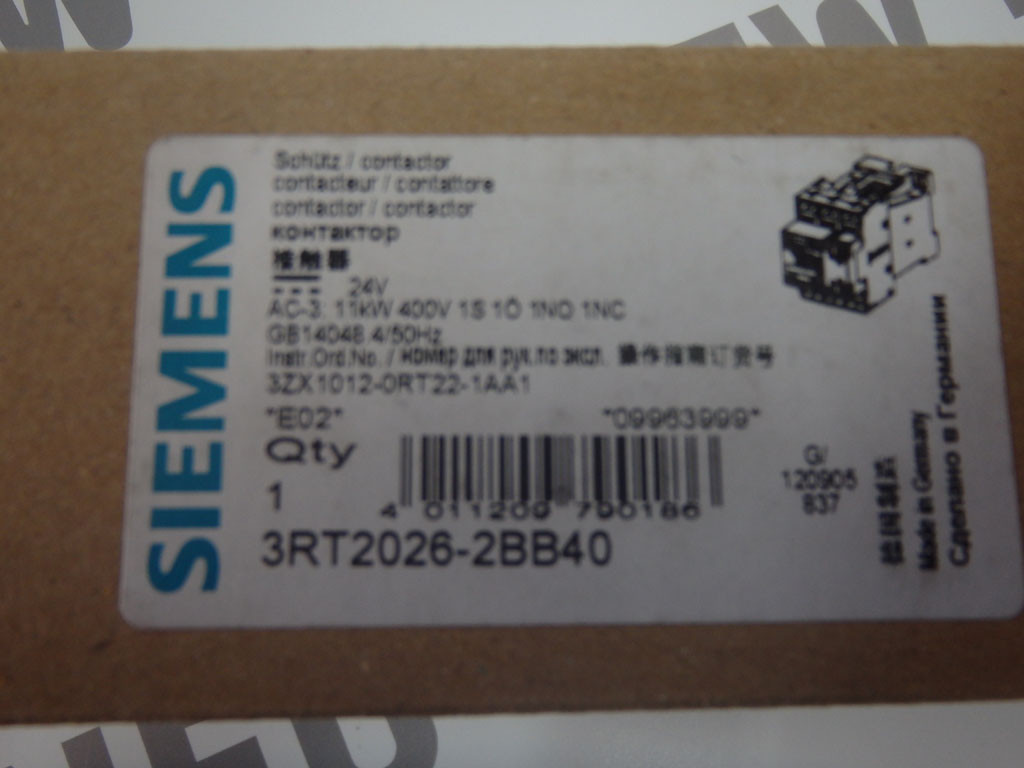 SIEMENS
Schütz / contactor
contacteur / contattore
contactor / contactor
контактор
接触器
24V
AC-3: 11kW 400V 1S 1Ö 1NO 1NC
GB14048.4/50Hz
Instr.Ord.No. / номер для рук.по экспл. 操作指南订货号
3ZX1012-0RT22-1AA1
"E02" "09963999"
Qty
1
4 011209 790186
3RT2026-2BB40
G/
120905
837
德国制造
Made in Germany
Сделано в Германии